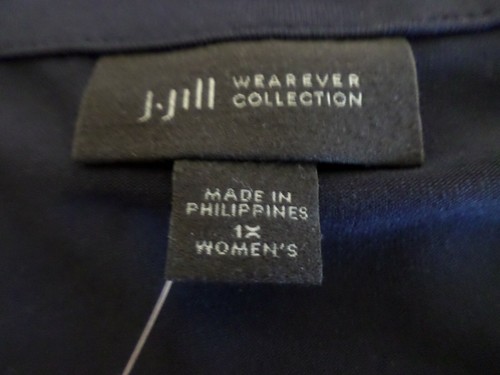 J.Jill WEAREVER
COLLECTION
MADE IN
PHILIPPINES
1X
WOMEN'S